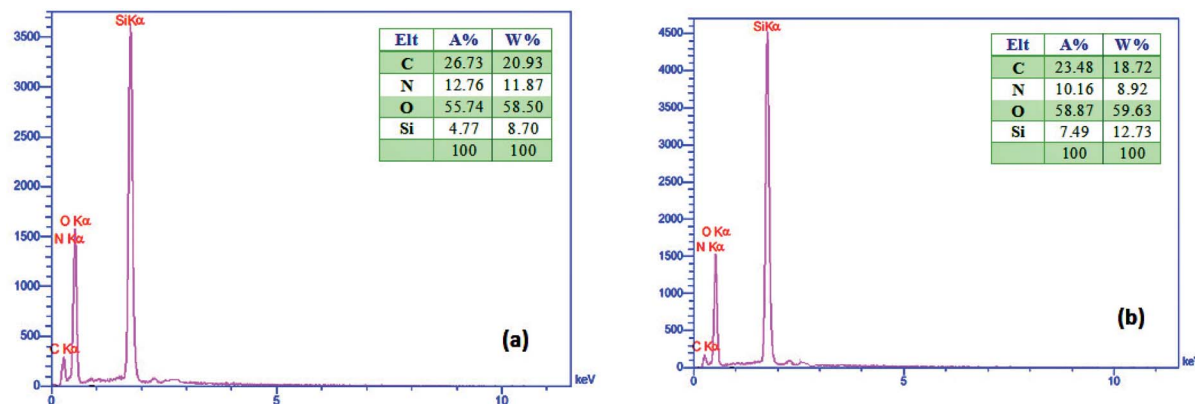 SiKα
3500
3000
2500
2000
1500
1000
500
0
O Kα
N Kα
C Kα
Elt A% W%
C 26.73 20.93
N 12.76 11.87
O 55.74 58.50
Si 4.77 8.70
100 100
(a)
keV
0 5 10
SiKα
4500
4000
3500
3000
2500
2000
1500
1000
500
0
O Kα
N Kα
C Kα
Elt A% W%
C 23.48 18.72
N 10.16 8.92
O 58.87 59.63
Si 7.49 12.73
100 100
(b)
keV
0 5 10